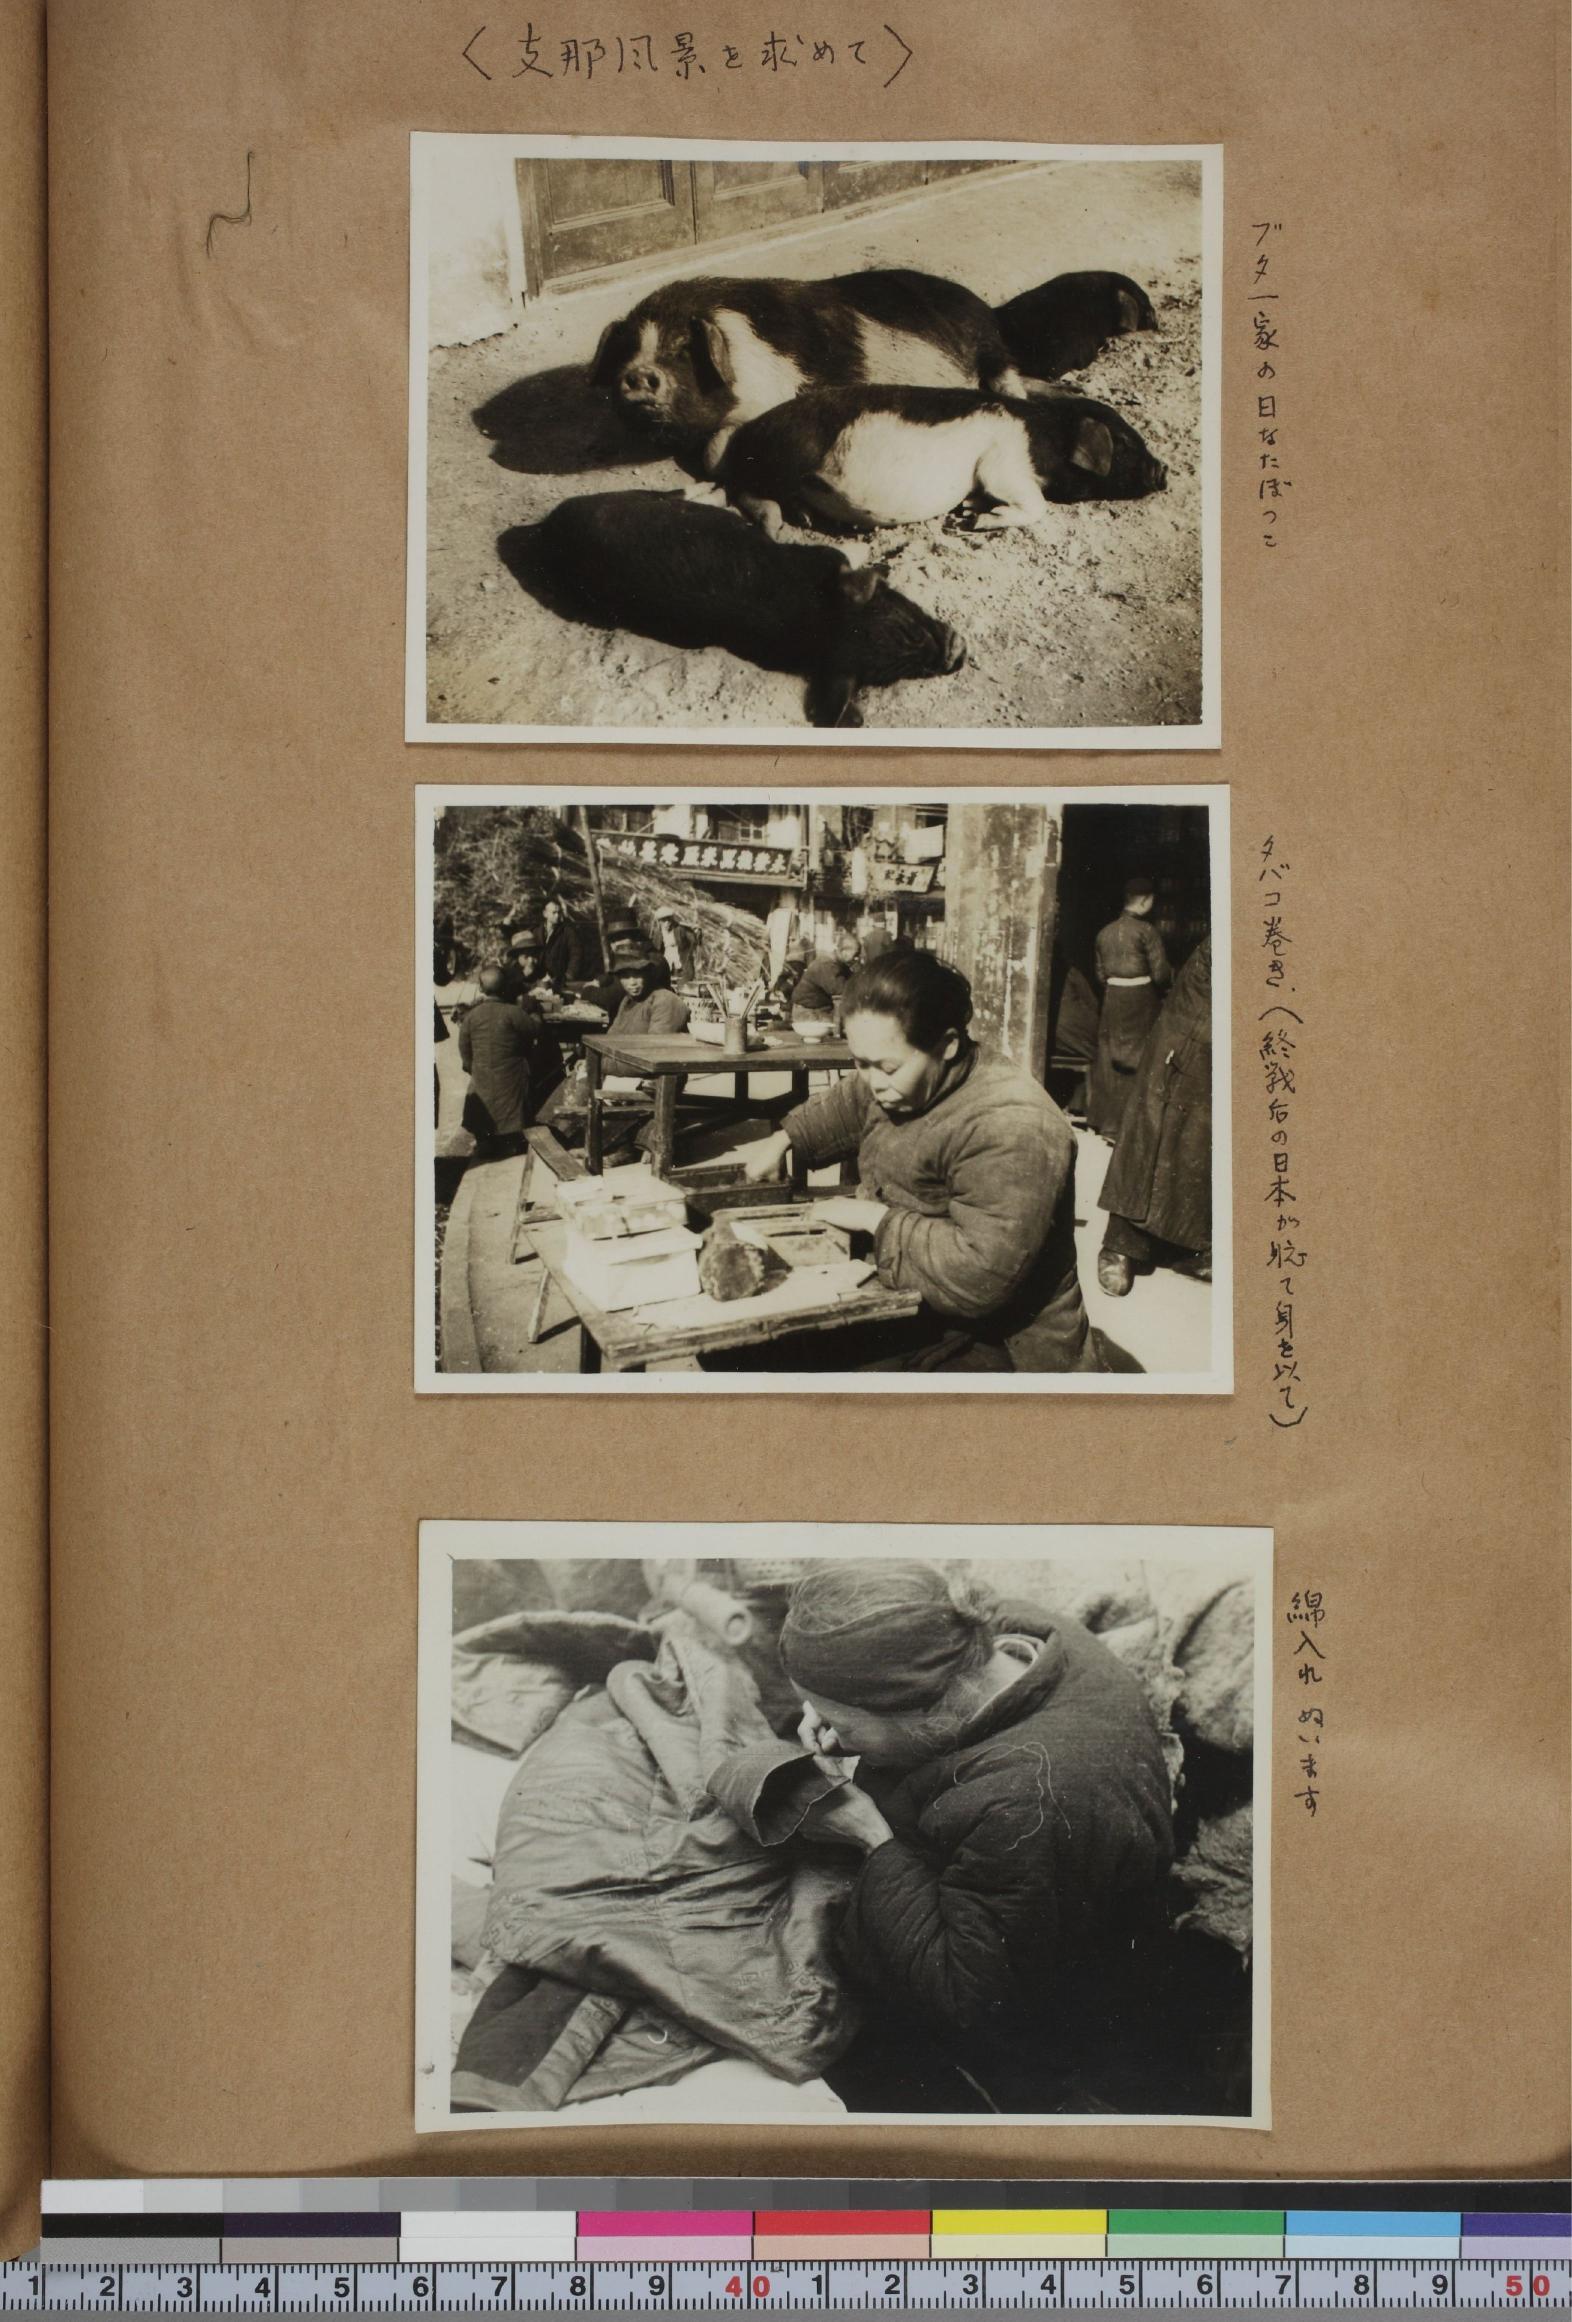 〈支那風景を求めて〉
ブタ一家の日なたぼっこ
タバコ巻き、(終戦后の日本が て身を以て)
綿入れぬいます
1 2 3 4 5 6 7 8 9 40 1 2 3 4 5 6 7 8 9 50